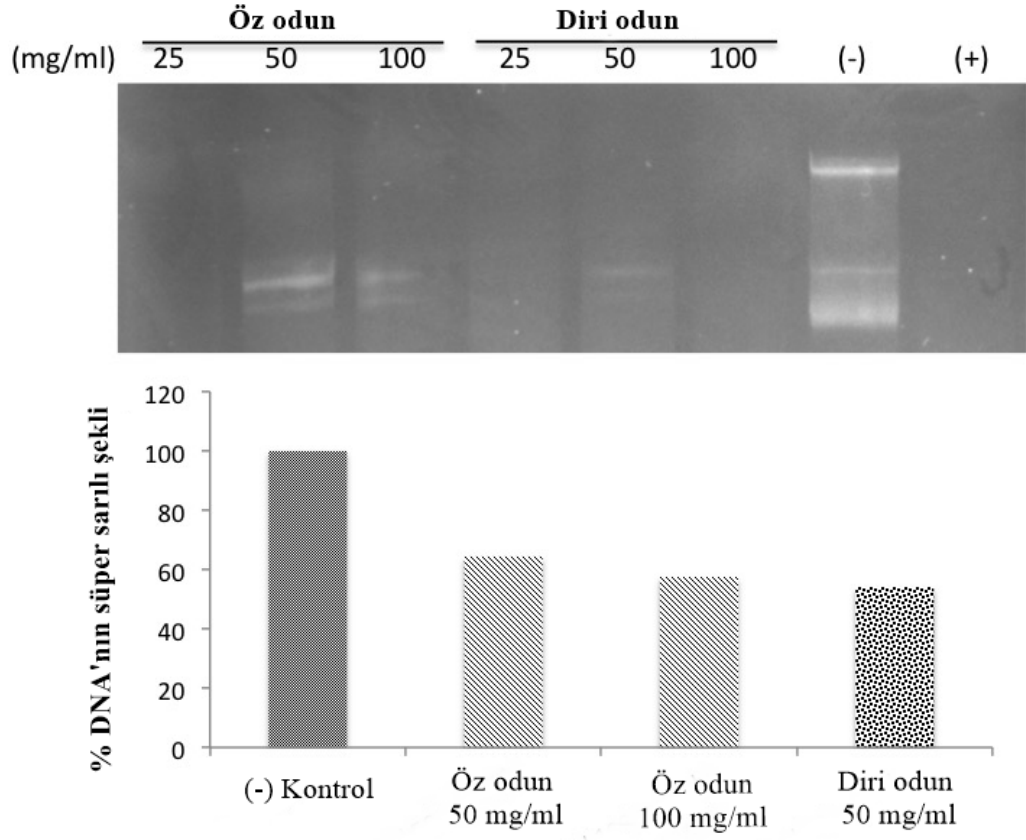 Öz odun Diri odun
(mg/ml) 25 50 100 25 50 100 (-) (+)
% DNA'nın süper sarılı şekli
120
100
80
60
40
20
0
(-) Kontrol Öz odun Öz odun Diri odun
50 mg/ml 100 mg/ml 50 mg/ml